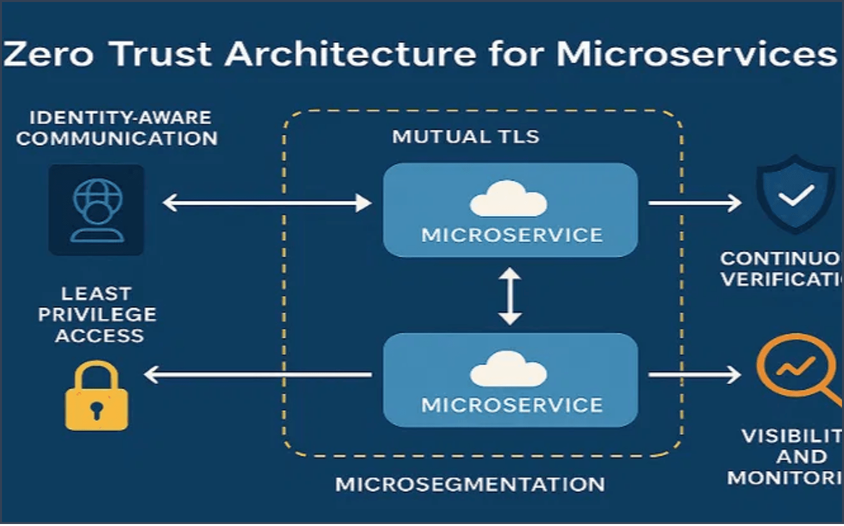 Zero Trust Architecture for Microservices
IDENTITY-AWARE
COMMUNICATION
MUTUAL TLS
MICROSERVICE
CONTINUO
VERIFICATI
LEAST
PRIVILEGE
ACCESS
MICROSERVICE
VISIBILIT
AND
MONITORI
MICROSEGMENTATION